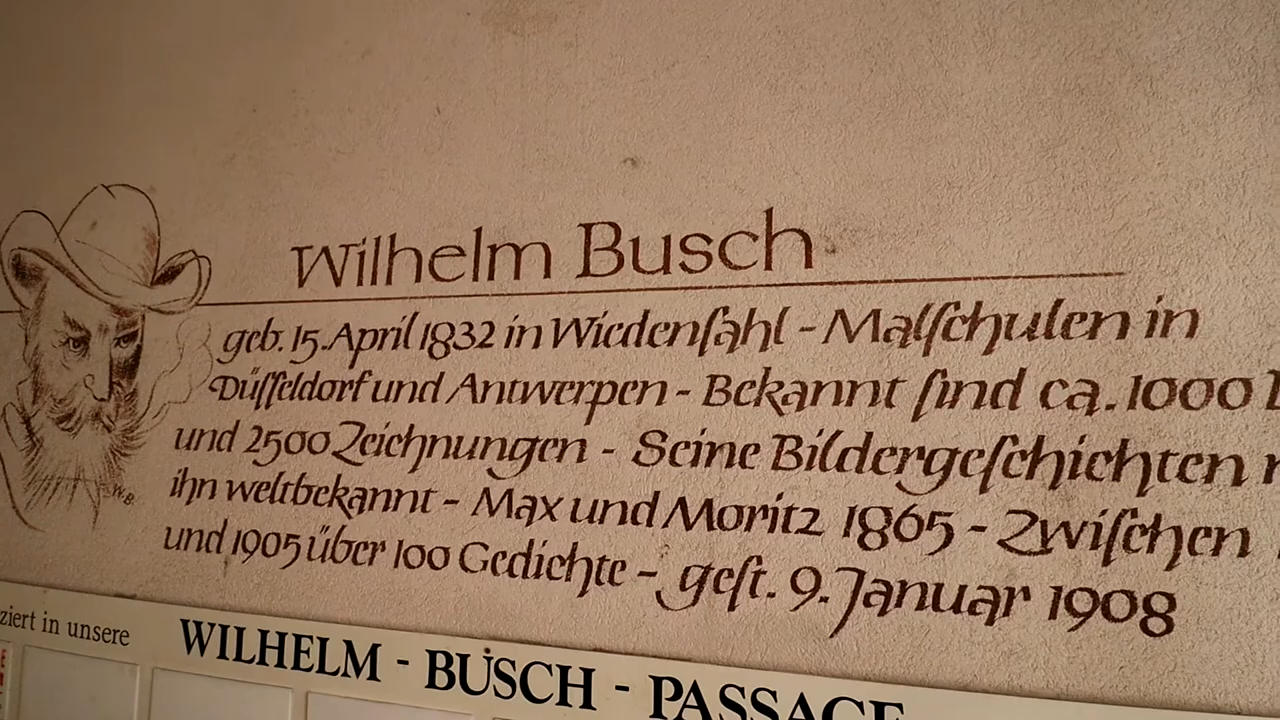 Wilhelm Busch
geb. 15. April 1832 in Wiedenſahl - Malſchulen in
Düſſeldorf und Antwerpen - Bekannt ſind ca. 1000
und 2500 Zeichnungen - Seine Bildergeſchichten
ihn weltbekannt - Max und Moritz 1865 - Zwiſchen
und 1905 über 100 Gedichte - geſt. 9. Januar 1908
W.B.
ziert in unsere
WILHELM - BUSCH - PASSAGE